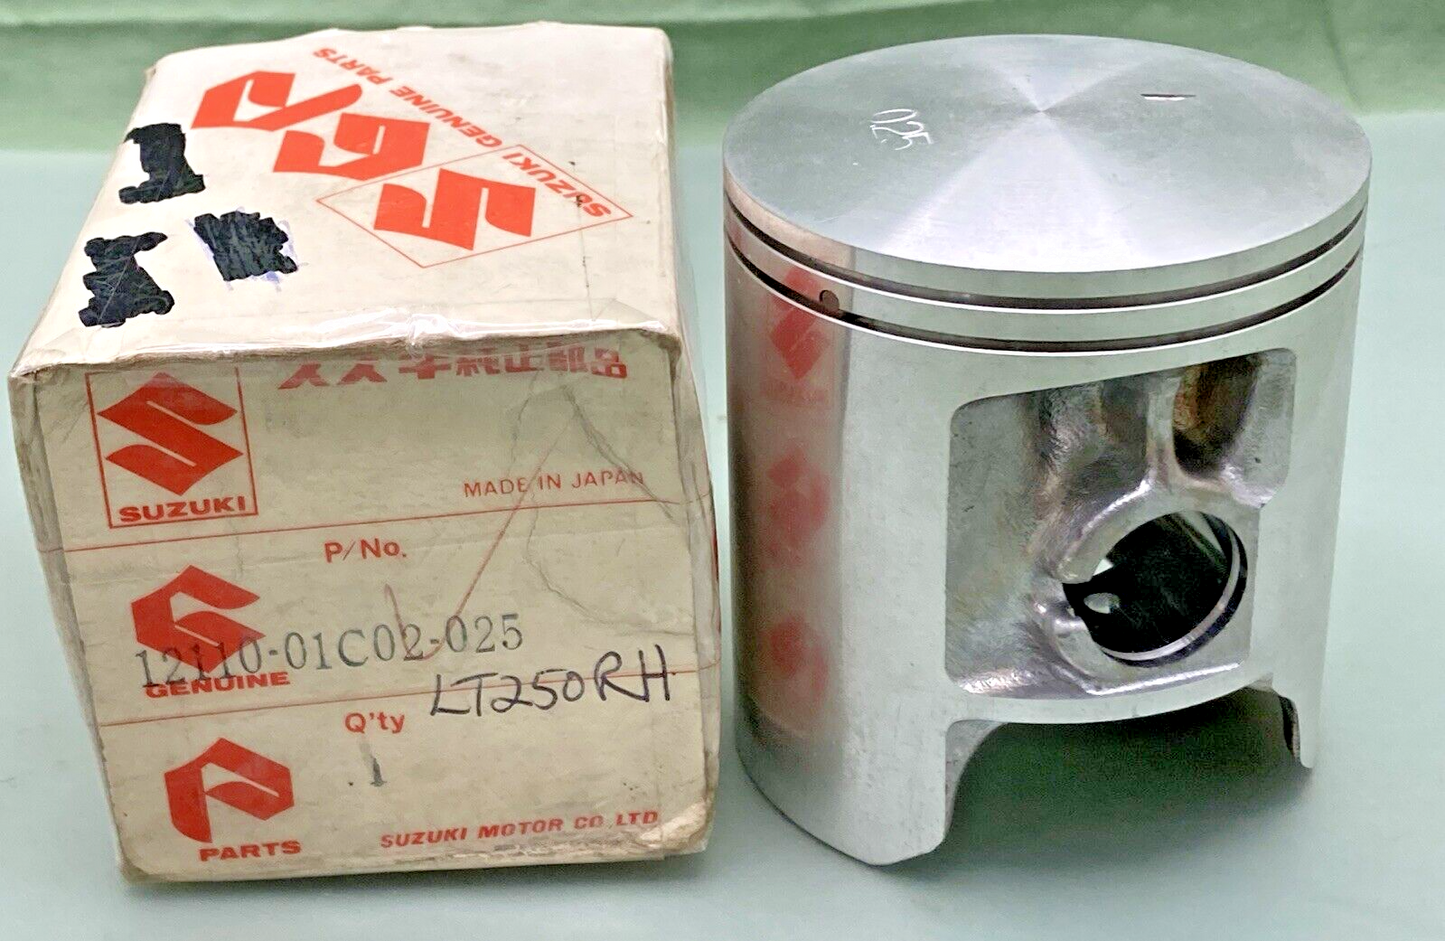 SUZUKI GENUINE PARTS
SGP
スズキ純正部品
SUZUKI
MADE IN JAPAN
P/No.
12110-01C02-025
GENUINE
LT250RH
Q'ty
1
PARTS
SUZUKI MOTOR CO.,LTD.
025